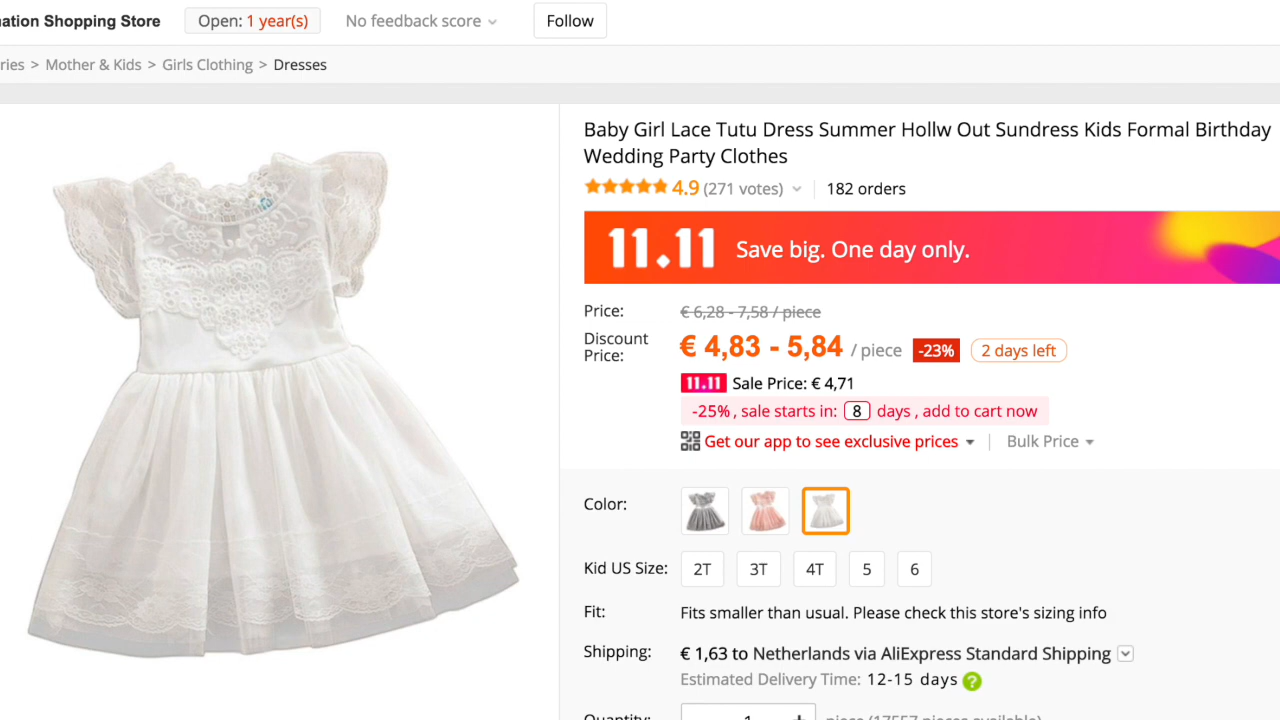 ation Shopping Store Open: 1 year(s) No feedback score Follow
ries > Mother & Kids > Girls Clothing > Dresses
Baby Girl Lace Tutu Dress Summer Hollw Out Sundress Kids Formal Birthday
Wedding Party Clothes
4.9 (271 votes) 182 orders
11.11 Save big. One day only.
Price: € 6,28 - 7,58 / piece
Discount
Price: € 4,83 - 5,84 / piece -23% 2 days left
11.11 Sale Price: € 4,71
-25% , sale starts in: 8 days , add to cart now
Get our app to see exclusive prices Bulk Price
Color:
Kid US Size: 2T 3T 4T 5 6
Fit: Fits smaller than usual. Please check this store's sizing info
Shipping: € 1,63 to Netherlands via AliExpress Standard Shipping
Estimated Delivery Time: 12-15 days ?
Quantity: 1 + piece (17557 pieces available)